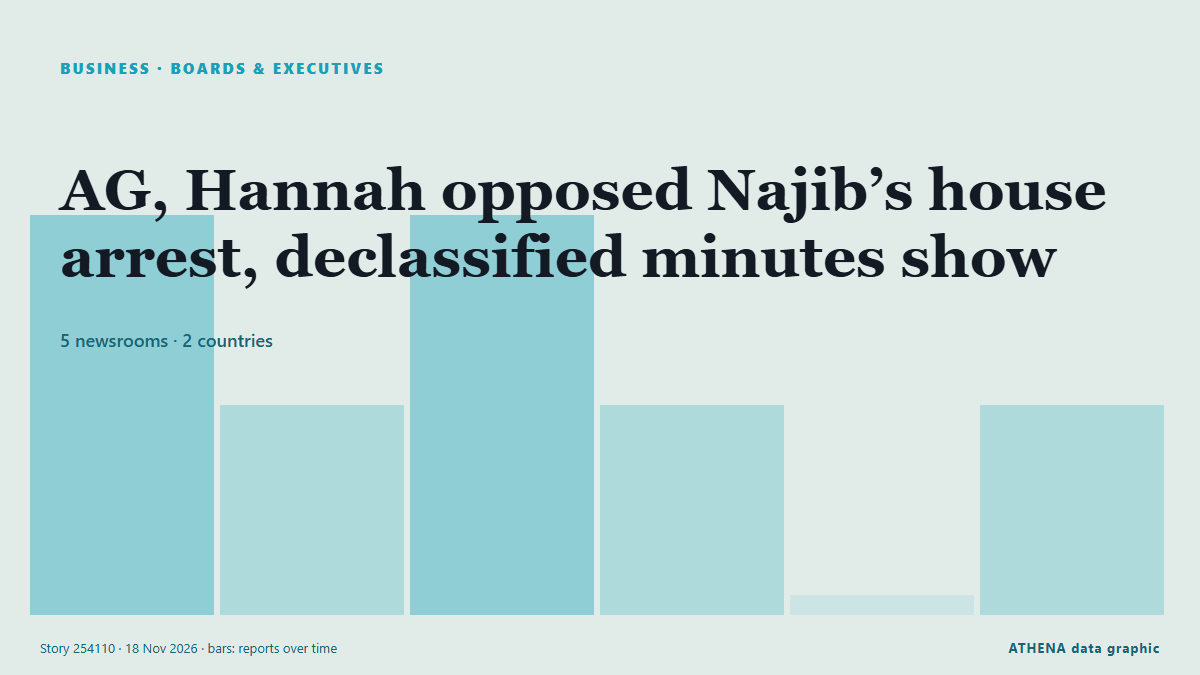 BUSINESS · BOARDS & EXECUTIVES
AG, Hannah opposed Najib’s house
arrest, declassified minutes show
5 newsrooms · 2 countries
Story 254110 · 18 Nov 2026 · bars: reports over time
ATHENA data graphic